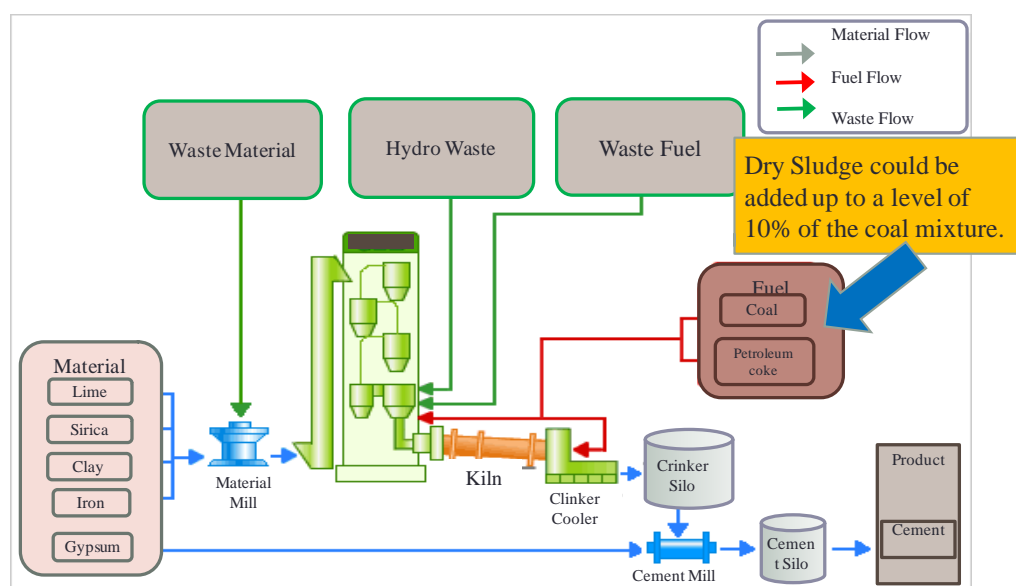 Material Flow
Fuel Flow
Waste Flow
Waste Material
Hydro Waste
Waste Fuel
Dry Sludge could be
added up to a level of
10% of the coal mixture.
Fuel
Coal
Petroleum
coke
Material
Lime
Sirica
Clay
Iron
Gypsum
Material
Mill
Kiln
Clinker
Cooler
Crinker
Silo
Cement Mill
Cemen
t Silo
Product
Cement